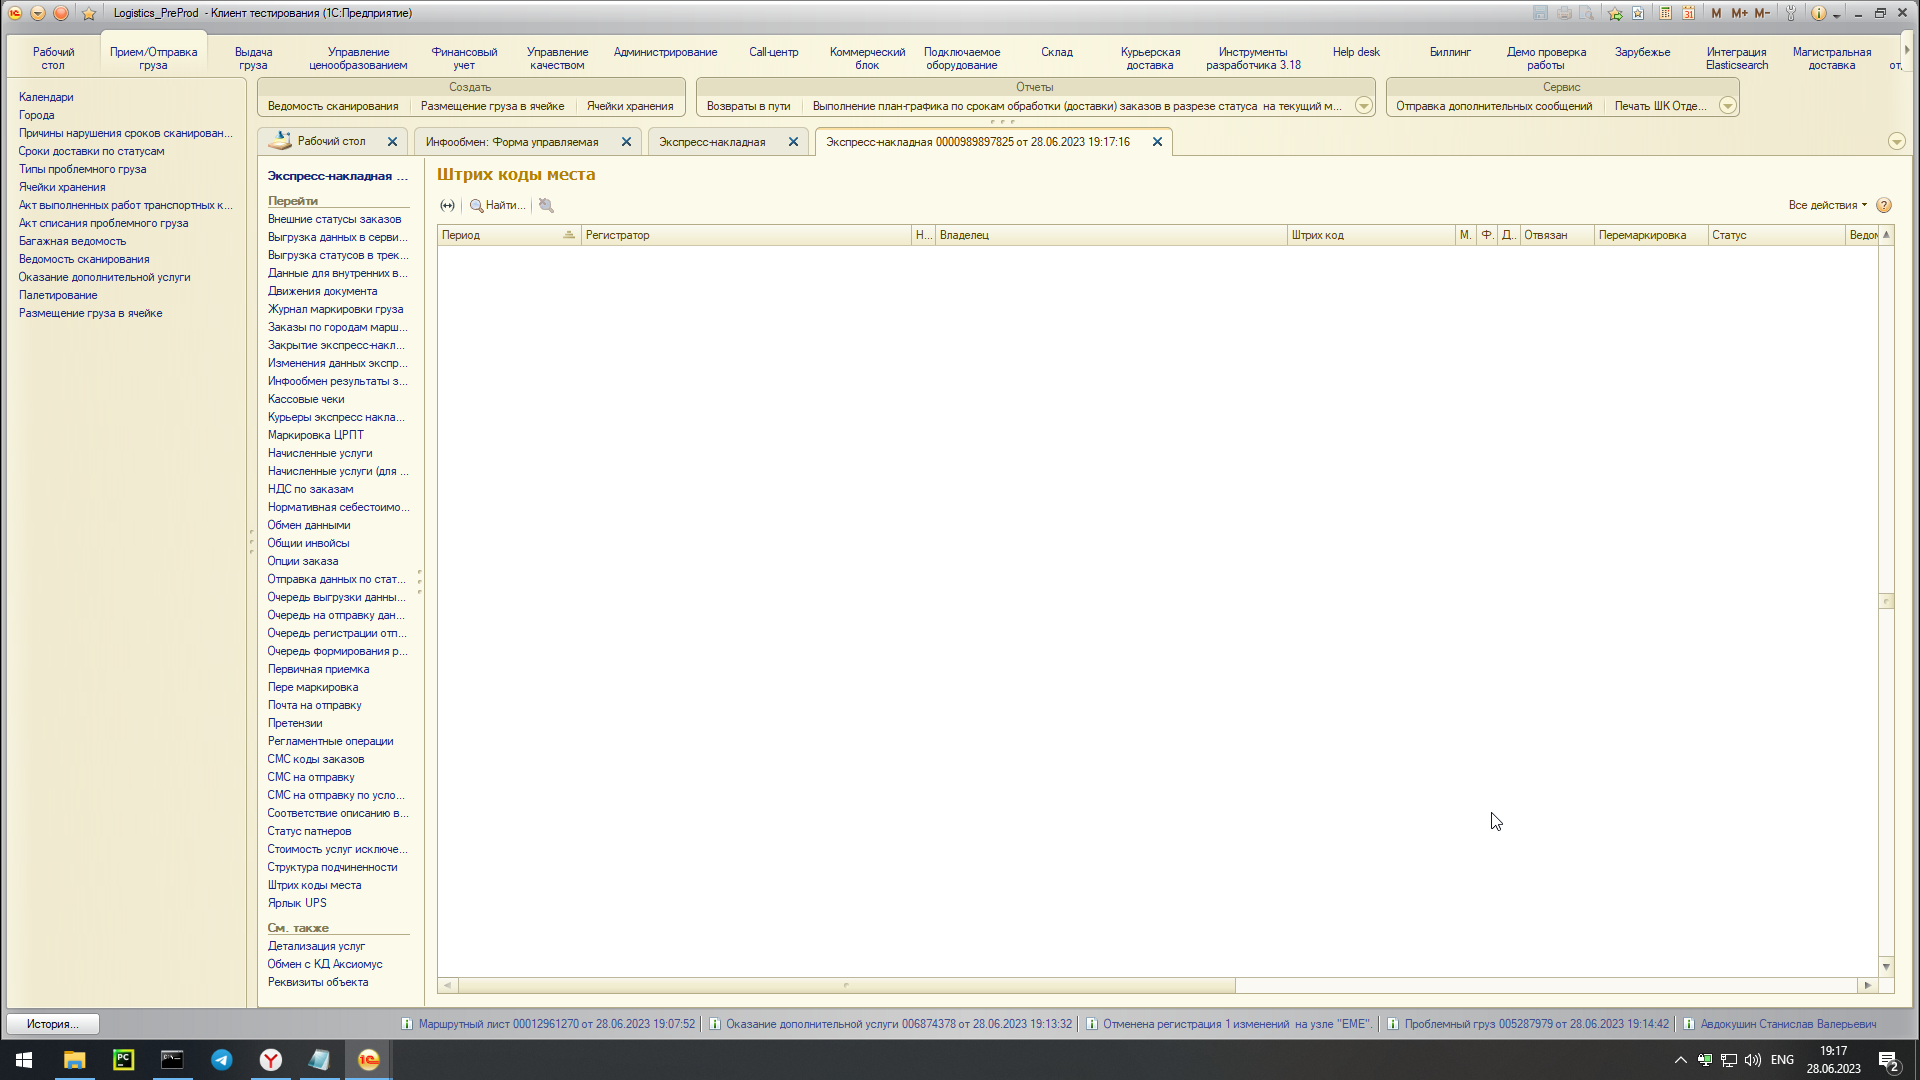 Logistics_PreProd - Клиент тестирования (1С:Предприятие)
M M+ M-
Рабочий стол
Прием/Отправка груза
Выдача груза
Управление ценообразованием
Финансовый учет
Управление качеством
Администрирование
Call-центр
Коммерческий блок
Подключаемое оборудование
Склад
Курьерская доставка
Инструменты разработчика 3.18
Help desk
Биллинг
Демо проверка работы
Зарубежье
Интеграция Elasticsearch
Магистральная доставка
Создать
Ведомость сканирования
Размещение груза в ячейке
Ячейки хранения
Отчеты
Возвраты в пути
Выполнение план-графика по срокам обработки (доставки) заказов в разрезе статуса на текущий м...
Сервис
Отправка дополнительных сообщений
Печать ШК Отде...
Календари
Города
Причины нарушения сроков сканирован...
Сроки доставки по статусам
Типы проблемного груза
Ячейки хранения
Акт выполненных работ транспортных к...
Акт списания проблемного груза
Багажная ведомость
Ведомость сканирования
Оказание дополнительной услуги
Палетирование
Размещение груза в ячейке
Рабочий стол
Инфообмен: Форма управляемая
Экспресс-накладная
Экспресс-накладная 0000989897825 от 28.06.2023 19:17:16
Экспресс-накладная ...
Перейти
Внешние статусы заказов
Выгрузка данных в серви...
Выгрузка статусов в трек...
Данные для внутренних в...
Движения документа
Журнал маркировки груза
Заказы по городам марш...
Закрытие экспресс-накл...
Изменения данных экспр...
Инфообмен результаты з...
Кассовые чеки
Курьеры экспресс накла...
Маркировка ЦРПТ
Начисленные услуги
Начисленные услуги (для ...
НДС по заказам
Нормативная себестоимо...
Обмен данными
Общии инвойсы
Опции заказа
Отправка данных по стат...
Очередь выгрузки данны...
Очередь на отправку дан...
Очередь регистрации отп...
Очередь формирования р...
Первичная приемка
Пере маркировка
Почта на отправку
Претензии
Регламентные операции
СМС коды заказов
СМС на отправку
СМС на отправку по усло...
Соответствие описанию в...
Статус патнеров
Стоимость услуг исключе...
Структура подчиненности
Штрих коды места
Ярлык UPS
См. также
Детализация услуг
Обмен с КД Аксиомус
Реквизиты объекта
Штрих коды места
Найти...
Все действия
Период
Регистратор
Н...
Владелец
Штрих код
М.
Ф.
Д..
Отвязан
Перемаркировка
Статус
История...
Маршрутный лист 00012961270 от 28.06.2023 19:07:52
Оказание дополнительной услуги 006874378 от 28.06.2023 19:13:32
Отменена регистрация 1 изменений на узле "EME".
Проблемный груз 005287979 от 28.06.2023 19:14:42
Авдокушин Станислав Валерьевич
ENG
19:17
28.06.2023
2